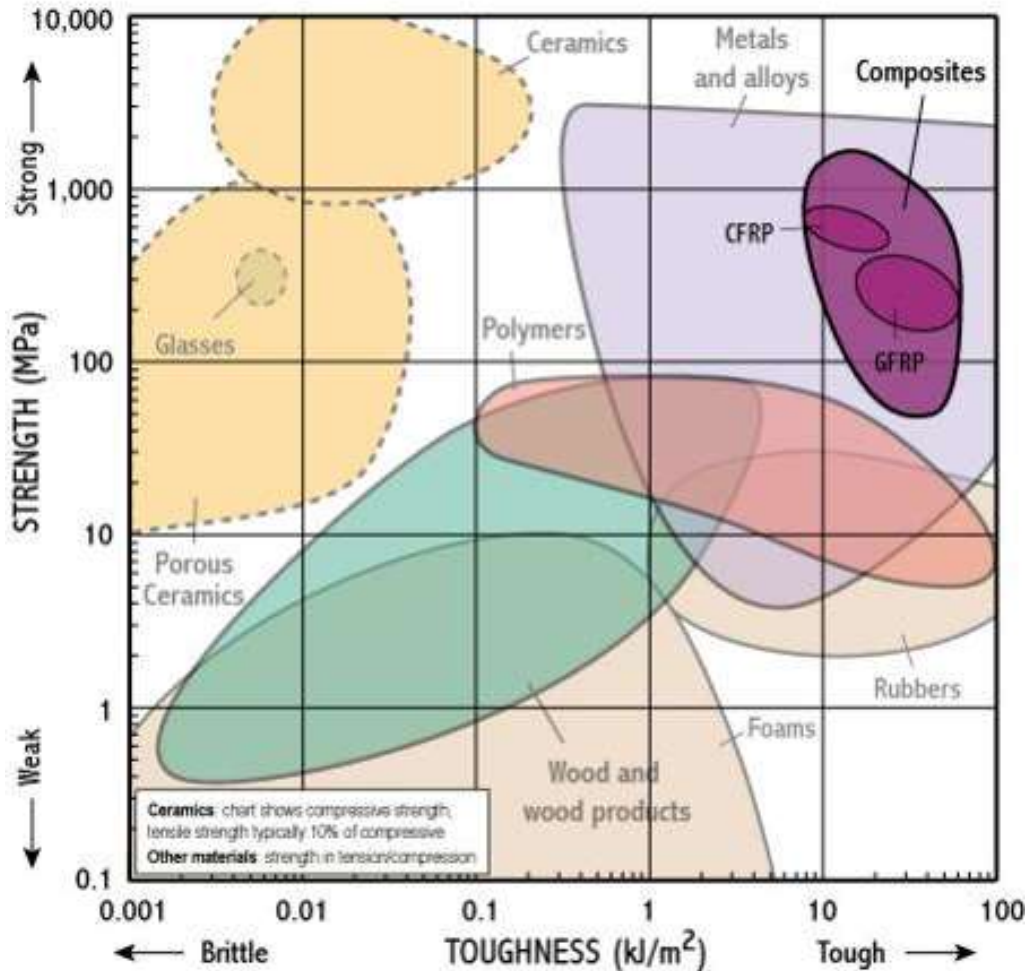 10,000
1,000
100
10
1
0.1
Strong
STRENGTH (MPa)
Weak
Ceramics
Metals
and alloys
Composites
CFRP
GFRP
Glasses
Polymers
Porous
Ceramics
Rubbers
Foams
Wood and
wood products
Ceramics: chart shows compressive strength,
tensile strength typically 10% of compressive
Other materials: strength in tension/compression
0.001
0.01
0.1
1
10
100
Brittle
TOUGHNESS (kJ/m²)
Tough